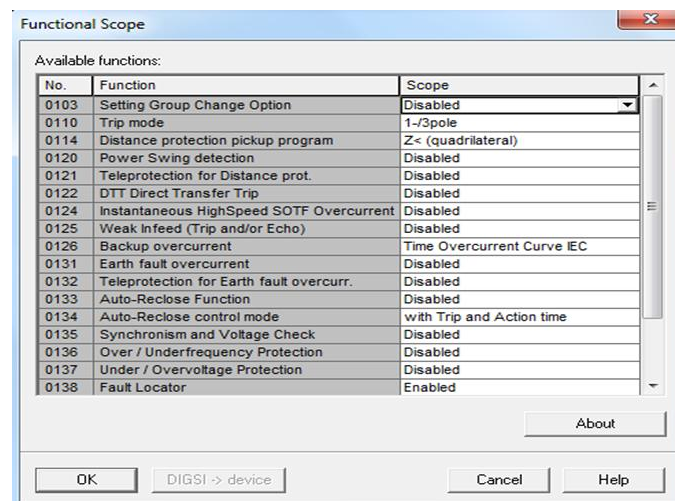 Functional Scope
Available functions:
No. Function Scope
0103 Setting Group Change Option Disabled
0110 Trip mode 1-/3pole
0114 Distance protection pickup program Z< (quadrilateral)
0120 Power Swing detection Disabled
0121 Teleprotection for Distance prot. Disabled
0122 DTT Direct Transfer Trip Disabled
0124 Instantaneous HighSpeed SOTF Overcurrent Disabled
0125 Weak Infeed (Trip and/or Echo) Disabled
0126 Backup overcurrent Time Overcurrent Curve IEC
0131 Earth fault overcurrent Disabled
0132 Teleprotection for Earth fault overcurr. Disabled
0133 Auto-Reclose Function Disabled
0134 Auto-Reclose control mode with Trip and Action time
0135 Synchronism and Voltage Check Disabled
0136 Over / Underfrequency Protection Disabled
0137 Under / Overvoltage Protection Disabled
0138 Fault Locator Enabled
About
OK DIGSI -> device Cancel Help